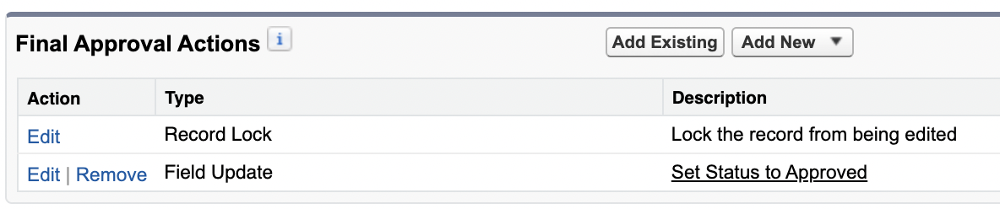 Final Approval Actions i Add Existing Add New ▼
Action Type Description
Edit Record Lock Lock the record from being edited
Edit | Remove Field Update Set Status to Approved